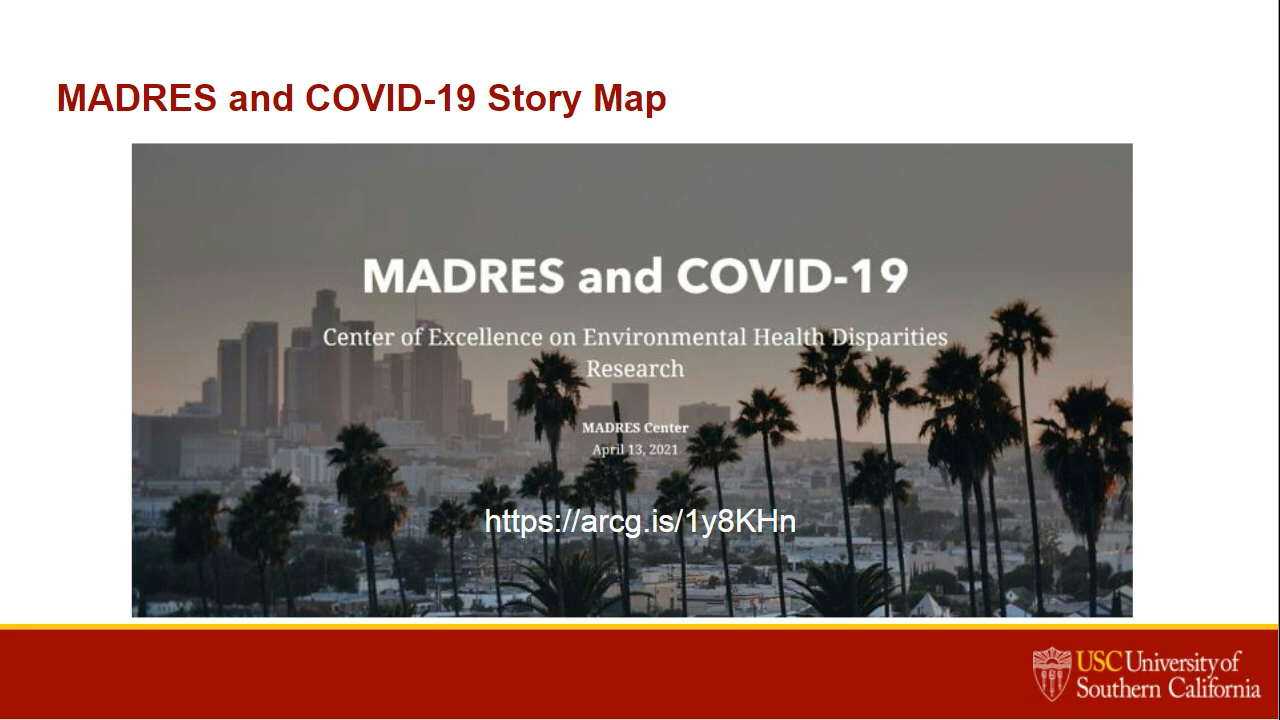 MADRES and COVID-19 Story Map
MADRES and COVID-19
Center of Excellence on Environmental Health Disparities
Research
MADRES Center
April 13, 2021
https://arcg.is/1y8KHn
USC University of
Southern California